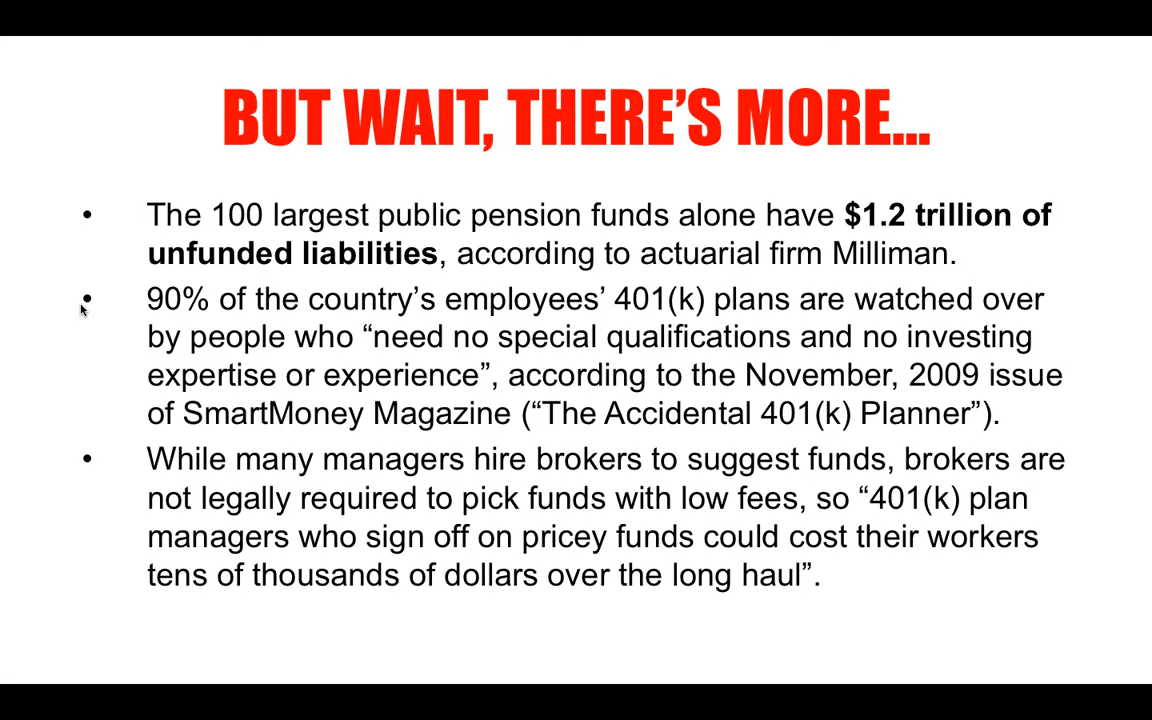 BUT WAIT, THERE’S MORE...
• The 100 largest public pension funds alone have $1.2 trillion of
unfunded liabilities, according to actuarial firm Milliman.
• 90% of the country’s employees’ 401(k) plans are watched over
by people who “need no special qualifications and no investing
expertise or experience”, according to the November, 2009 issue
of SmartMoney Magazine (“The Accidental 401(k) Planner”).
• While many managers hire brokers to suggest funds, brokers are
not legally required to pick funds with low fees, so “401(k) plan
managers who sign off on pricey funds could cost their workers
tens of thousands of dollars over the long haul”.